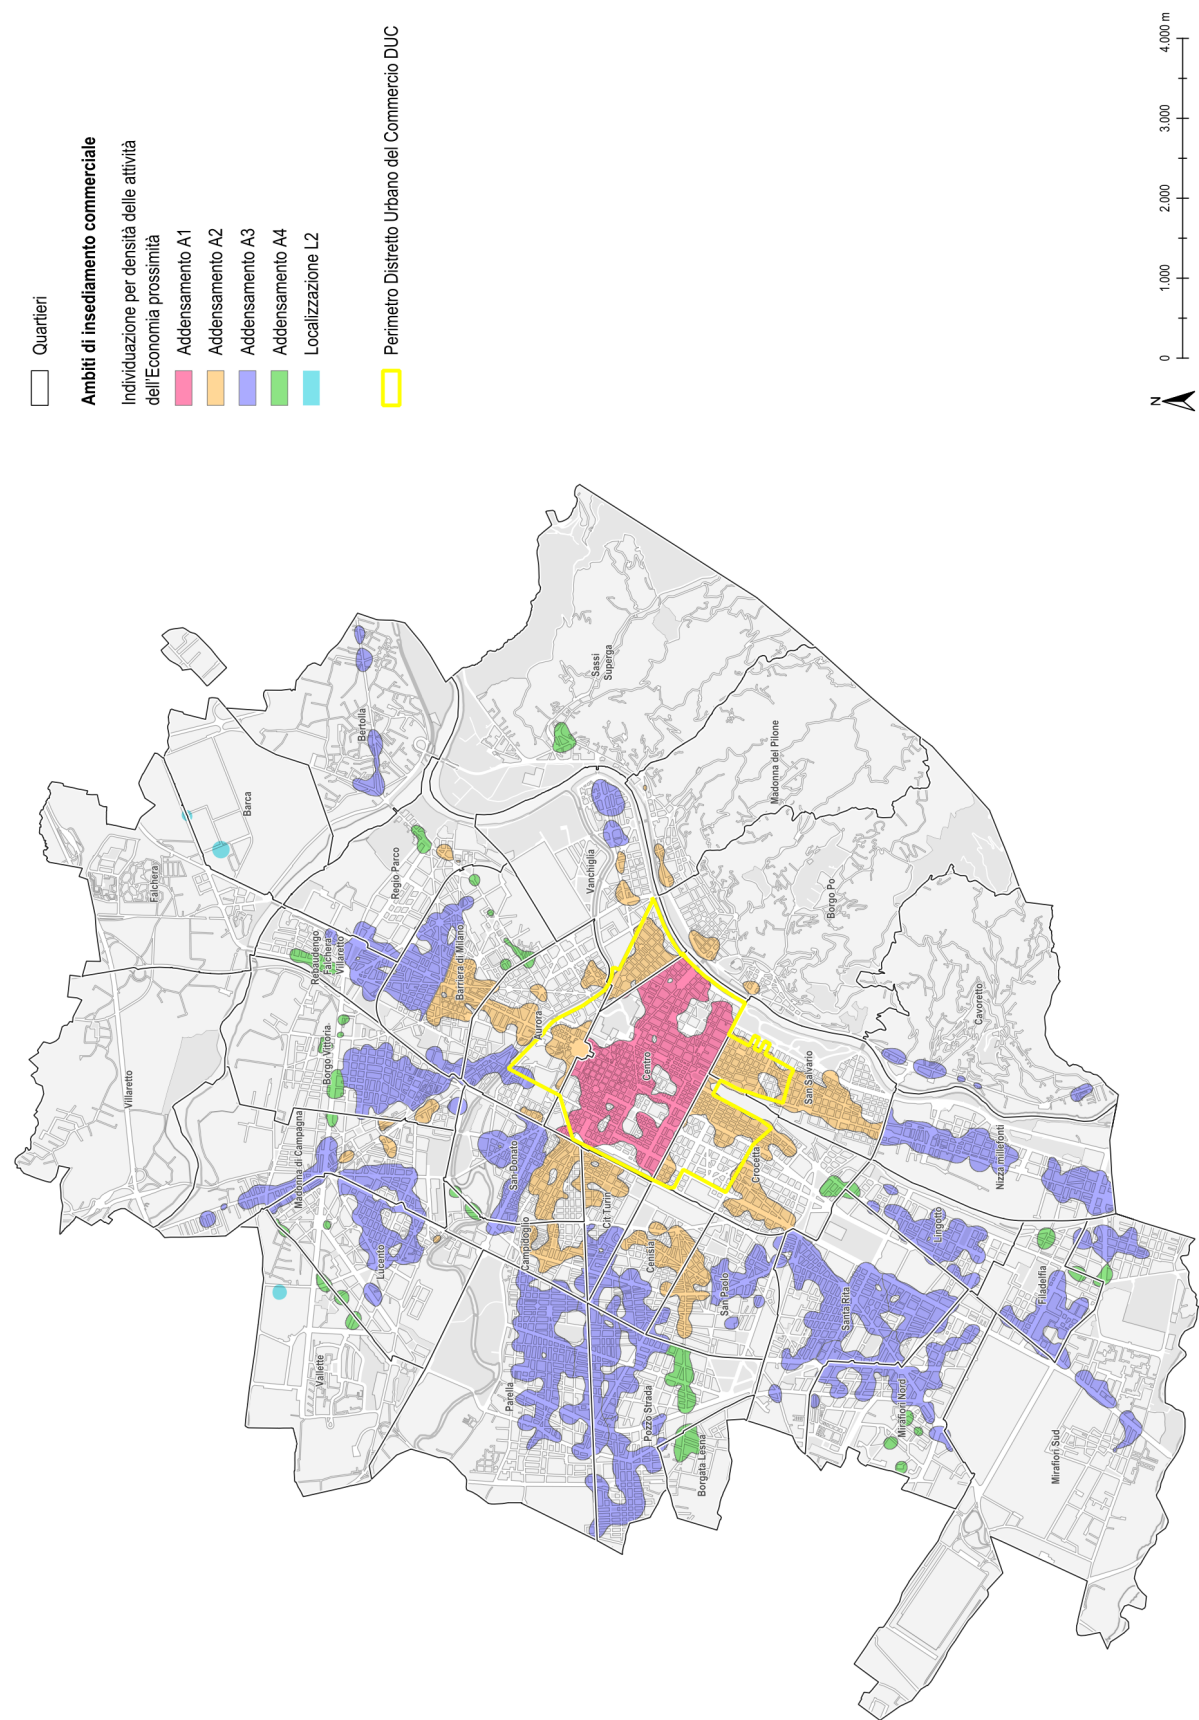 Quartieri
Ambiti di insediamento commerciale
Individuazione per densità delle attività
dell'Economia prossimità
Addensamento A1
Addensamento A2
Addensamento A3
Addensamento A4
Localizzazione L2
Perimetro Distretto Urbano del Commercio DUC
N
0
1.000
2.000
3.000
4.000 m
Villaretto
Falchera
Barca
Bertolla
Rebaudengo
Falchera
Villaretto
Regio Parco
Madonna di Campagna
Borgo Vittoria
Barriera di Milano
Vallette
Lucento
Aurora
Vanchiglia
Sassi
Superga
San Donato
Campidoglio
Parella
Cit Turin
Centro
Madonna del Pilone
Cenisia
Pozzo Strada
Borgata Lesna
San Paolo
Crocetta
San Salvario
Borgo Po
Santa Rita
Mirafiori Nord
Lingotto
Nizza millefonti
Cavoretto
Filadelfia
Mirafiori Sud